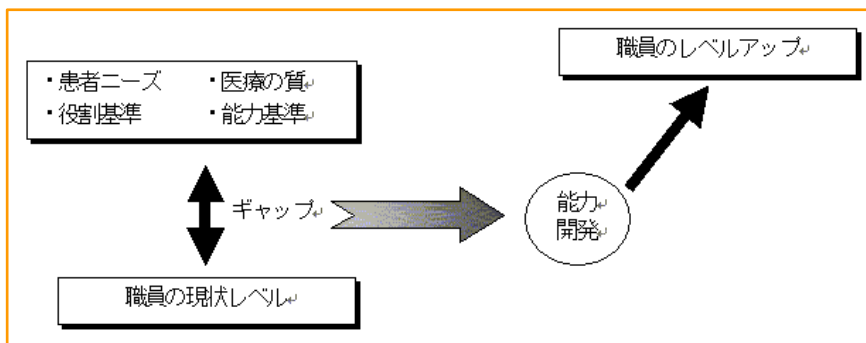 職員のレベルアップ
・患者ニーズ ・医療の質
・役割基準 ・能力基準
ギャップ
能力
開発
職員の現状レベル